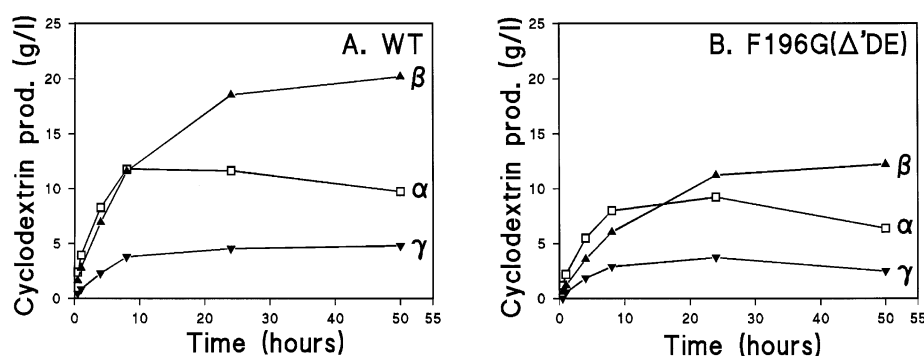 Cyclodextrin prod. (g/l)
25
20
15
10
5
0
A. WT
β
α
γ
0
10
20
30
40
50
55
Time (hours)
Cyclodextrin prod. (g/l)
25
20
15
10
5
0
B. F196G(Δ'DE)
β
α
γ
0
10
20
30
40
50
55
Time (hours)